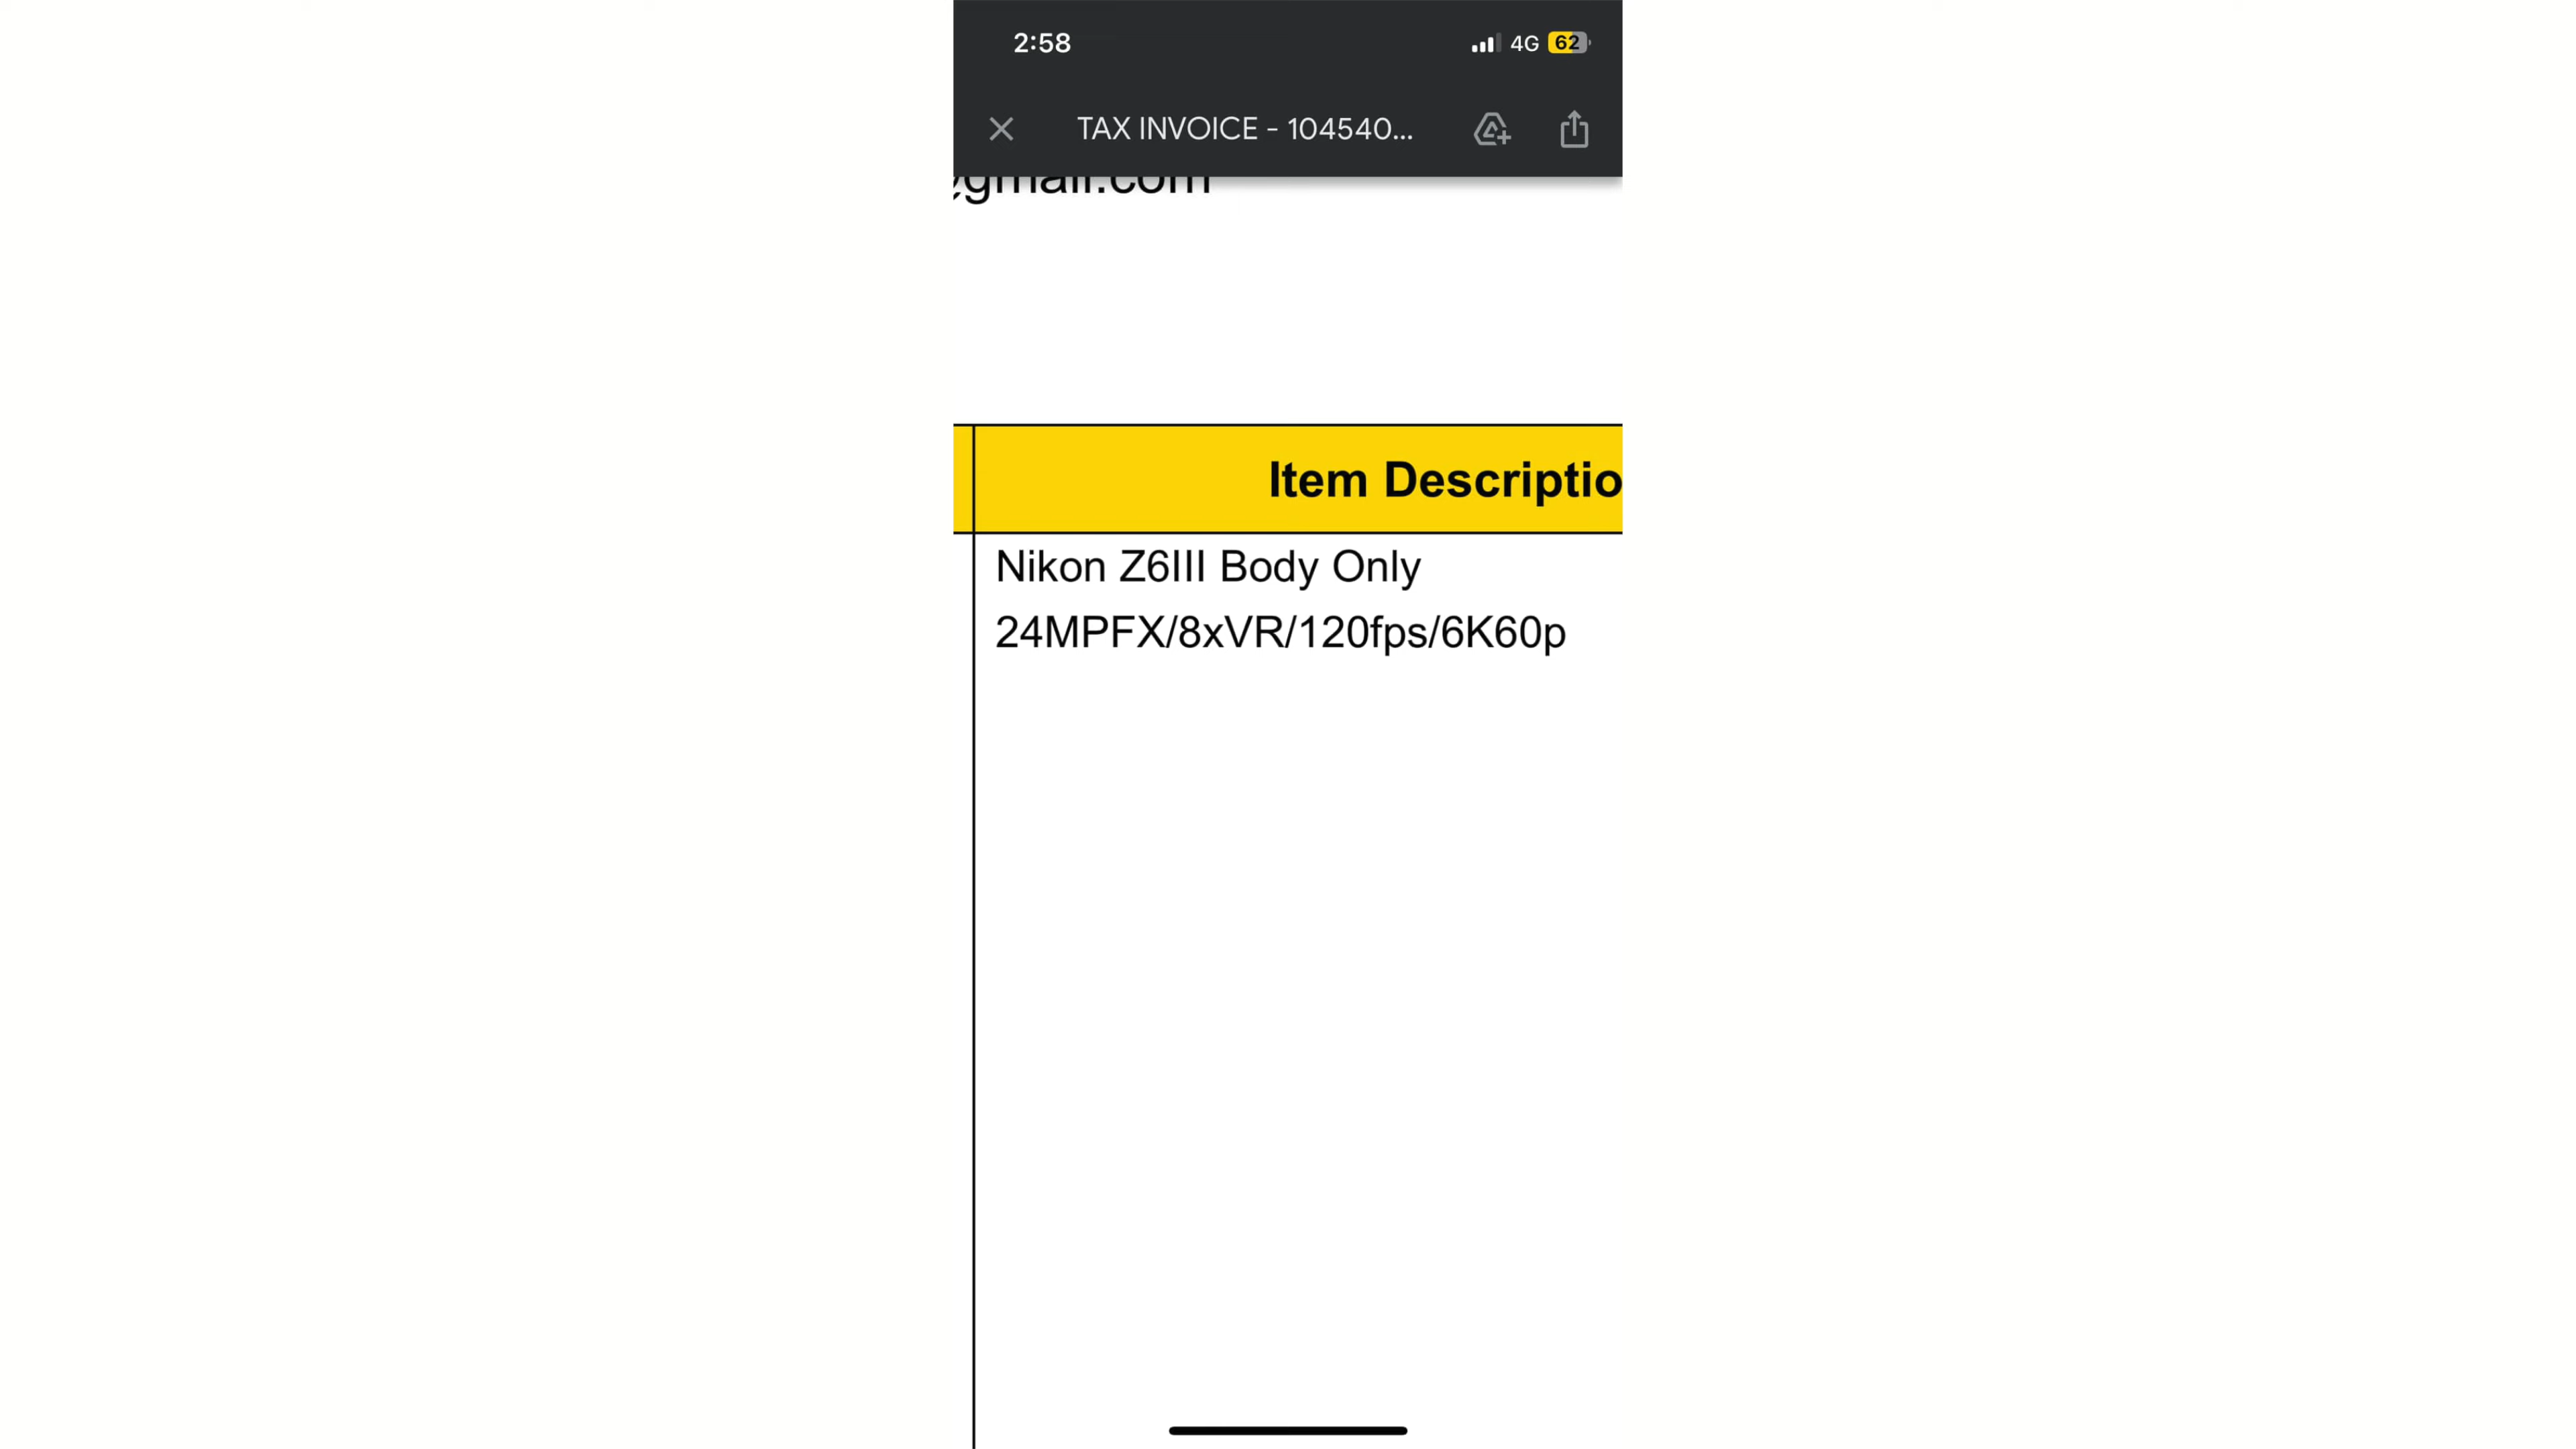 2:58
4G 62
TAX INVOICE - 104540...
gmail.com
Item Descriptio
Nikon Z6III Body Only
24MPFX/8xVR/120fps/6K60p